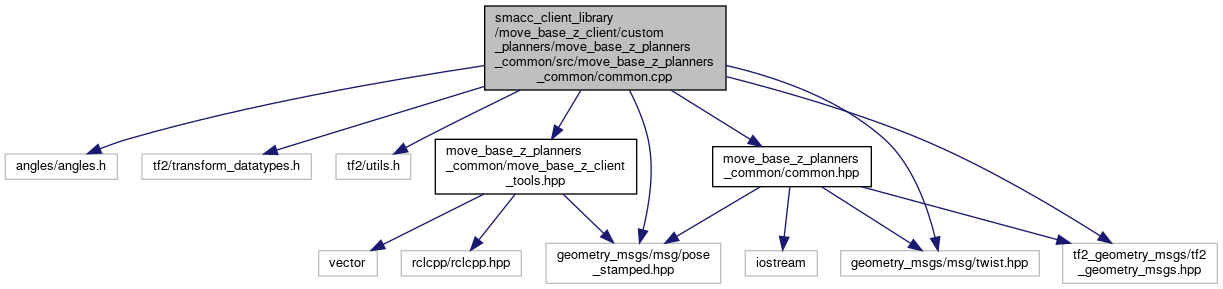 smacc_client_library
/move_base_z_client/custom
_planners/move_base_z_planners
_common/src/move_base_z_planners
_common/common.cpp
angles/angles.h
tf2/transform_datatypes.h
tf2/utils.h
move_base_z_planners
_common/move_base_z_client
_tools.hpp
move_base_z_planners
_common/common.hpp
vector
rclcpp/rclcpp.hpp
geometry_msgs/msg/pose
_stamped.hpp
iostream
geometry_msgs/msg/twist.hpp
tf2_geometry_msgs/tf2
_geometry_msgs.hpp